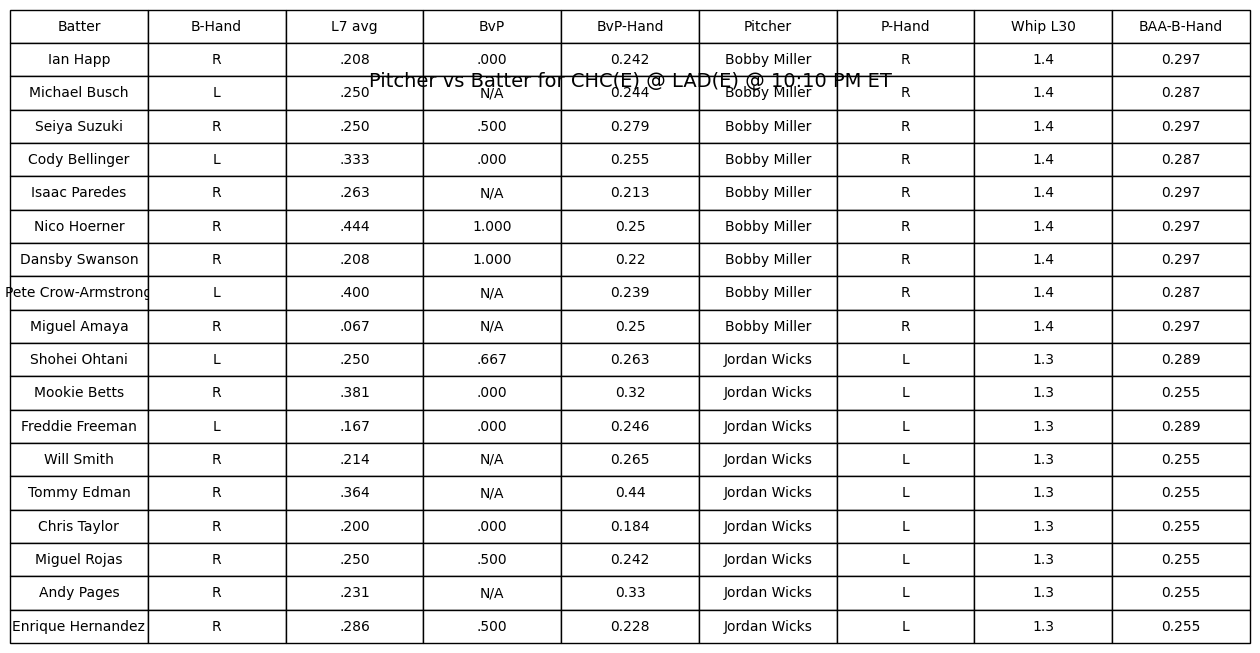 Batter B-Hand L7 avg BvP BvP-Hand Pitcher P-Hand Whip L30 BAA-B-Hand
Ian Happ R .208 .000 0.242 Bobby Miller R 1.4 0.297
Pitcher vs Batter for CHC(E) @ LAD(E) @ 10:10 PM ET
Michael Busch L .250 N/A 0.244 Bobby Miller R 1.4 0.287
Seiya Suzuki R .250 .500 0.279 Bobby Miller R 1.4 0.297
Cody Bellinger L .333 .000 0.255 Bobby Miller R 1.4 0.287
Isaac Paredes R .263 N/A 0.213 Bobby Miller R 1.4 0.297
Nico Hoerner R .444 1.000 0.25 Bobby Miller R 1.4 0.297
Dansby Swanson R .208 1.000 0.22 Bobby Miller R 1.4 0.297
Pete Crow-Armstrong L .400 N/A 0.239 Bobby Miller R 1.4 0.287
Miguel Amaya R .067 N/A 0.25 Bobby Miller R 1.4 0.297
Shohei Ohtani L .250 .667 0.263 Jordan Wicks L 1.3 0.289
Mookie Betts R .381 .000 0.32 Jordan Wicks L 1.3 0.255
Freddie Freeman L .167 .000 0.246 Jordan Wicks L 1.3 0.289
Will Smith R .214 N/A 0.265 Jordan Wicks L 1.3 0.255
Tommy Edman R .364 N/A 0.44 Jordan Wicks L 1.3 0.255
Chris Taylor R .200 .000 0.184 Jordan Wicks L 1.3 0.255
Miguel Rojas R .250 .500 0.242 Jordan Wicks L 1.3 0.255
Andy Pages R .231 N/A 0.33 Jordan Wicks L 1.3 0.255
Enrique Hernandez R .286 .500 0.228 Jordan Wicks L 1.3 0.255